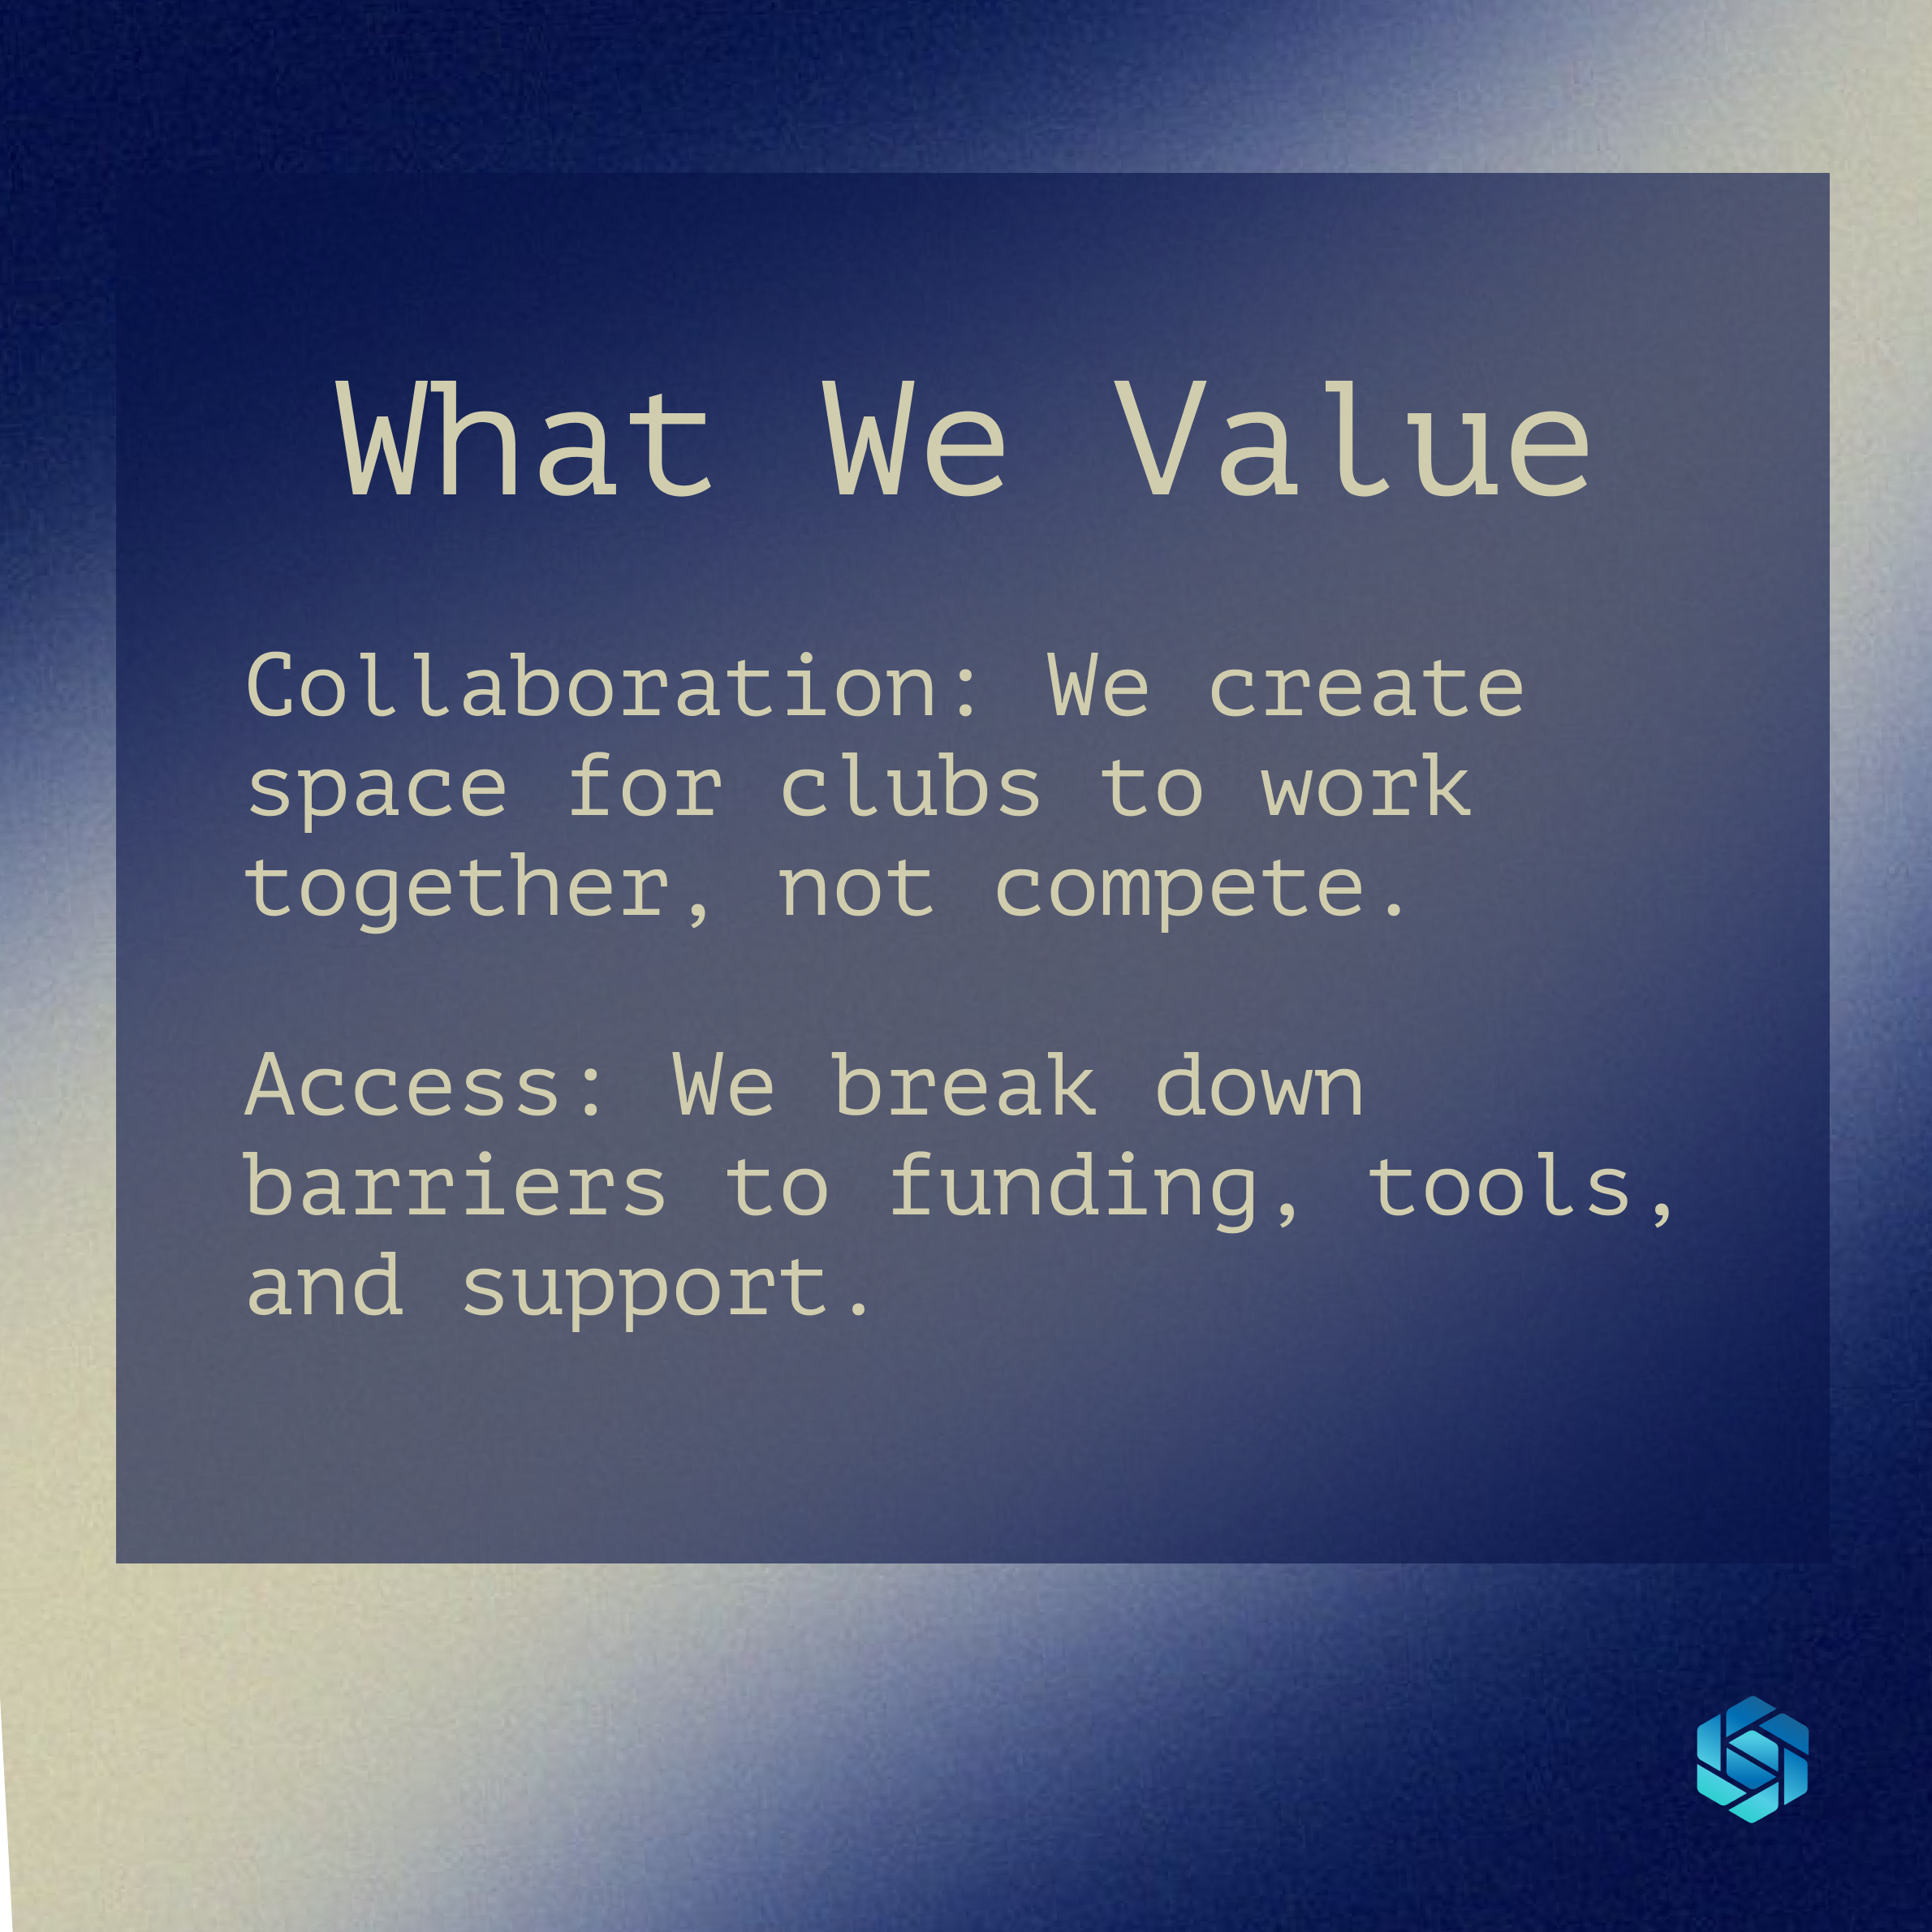 What We Value
Collaboration: We create
space for clubs to work
together, not compete.
Access: We break down
barriers to funding, tools,
and support.